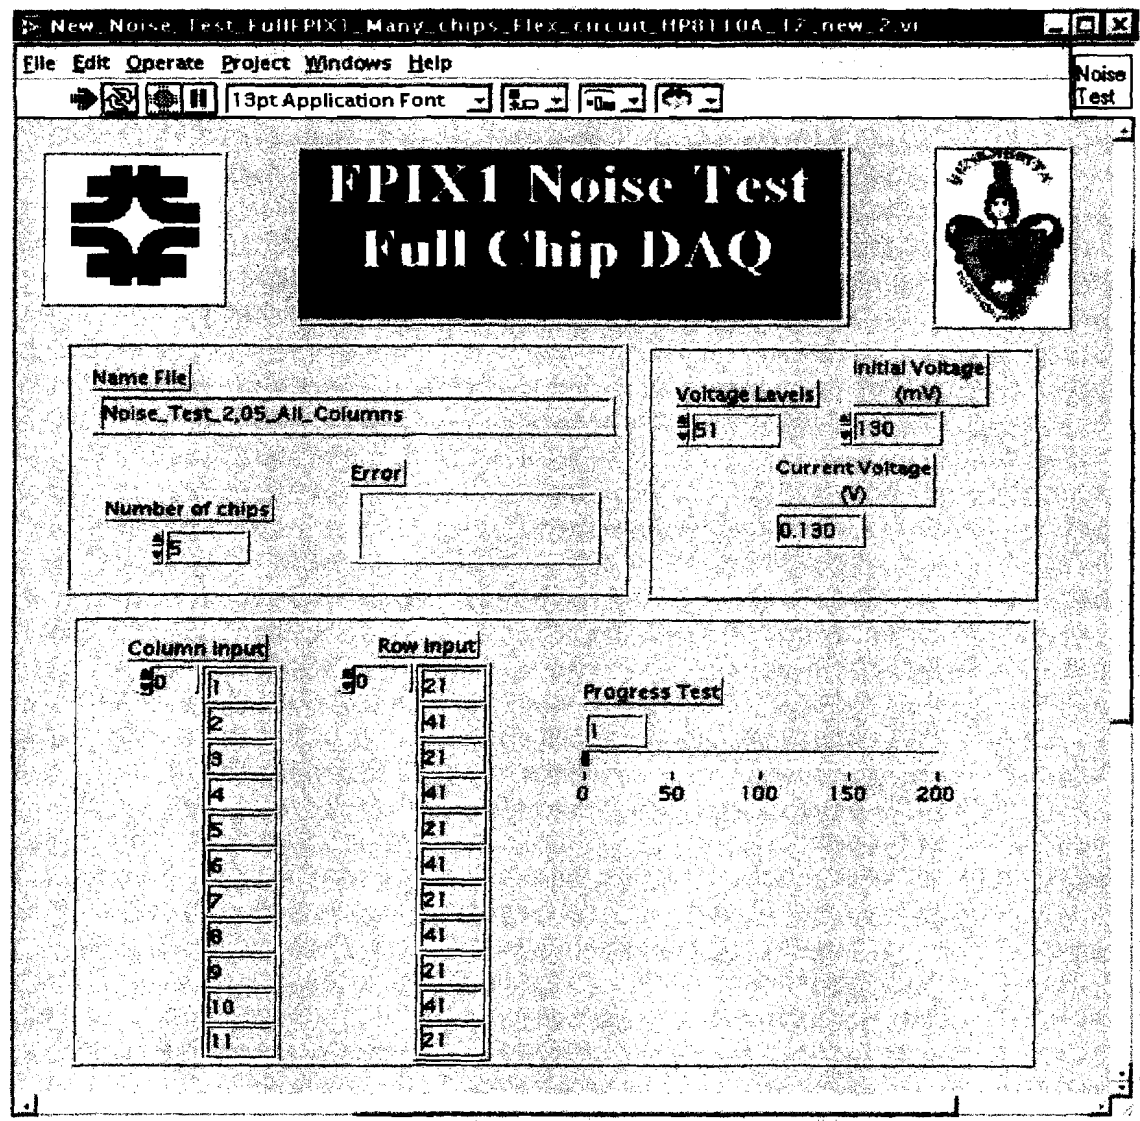 New_Noise_Test_FullFPIX1_Many_chips_Flex_circuit_HP8110A_12_new_2.vi
File Edit Operate Project Windows Help
13pt Application Font
Noise
Test
FPIX1 Noise Test
Full Chip DAQ
Name File
Noise_Test_2,05_All_Columns
Number of chips
5
Error
Voltage Levels
51
Initial Voltage
(mV)
130
Current Voltage
(V)
0.130
Column Input
0
1
2
3
4
5
6
7
8
9
10
11
Row Input
0
21
41
21
41
21
41
21
41
21
41
21
Progress Test
1
0 50 100 150 200